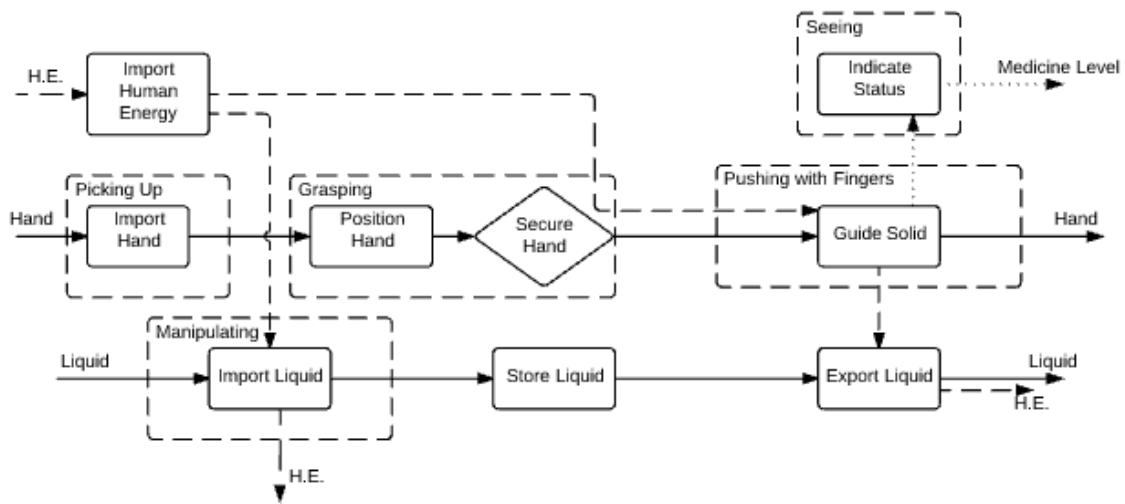 Seeing
H.E.
Import
Human
Energy
Indicate
Status
Medicine Level
Picking Up
Grasping
Pushing with Fingers
Hand
Import
Hand
Position
Hand
Secure
Hand
Guide Solid
Hand
Manipulating
Liquid
Import Liquid
Store Liquid
Export Liquid
Liquid
H.E.
H.E.